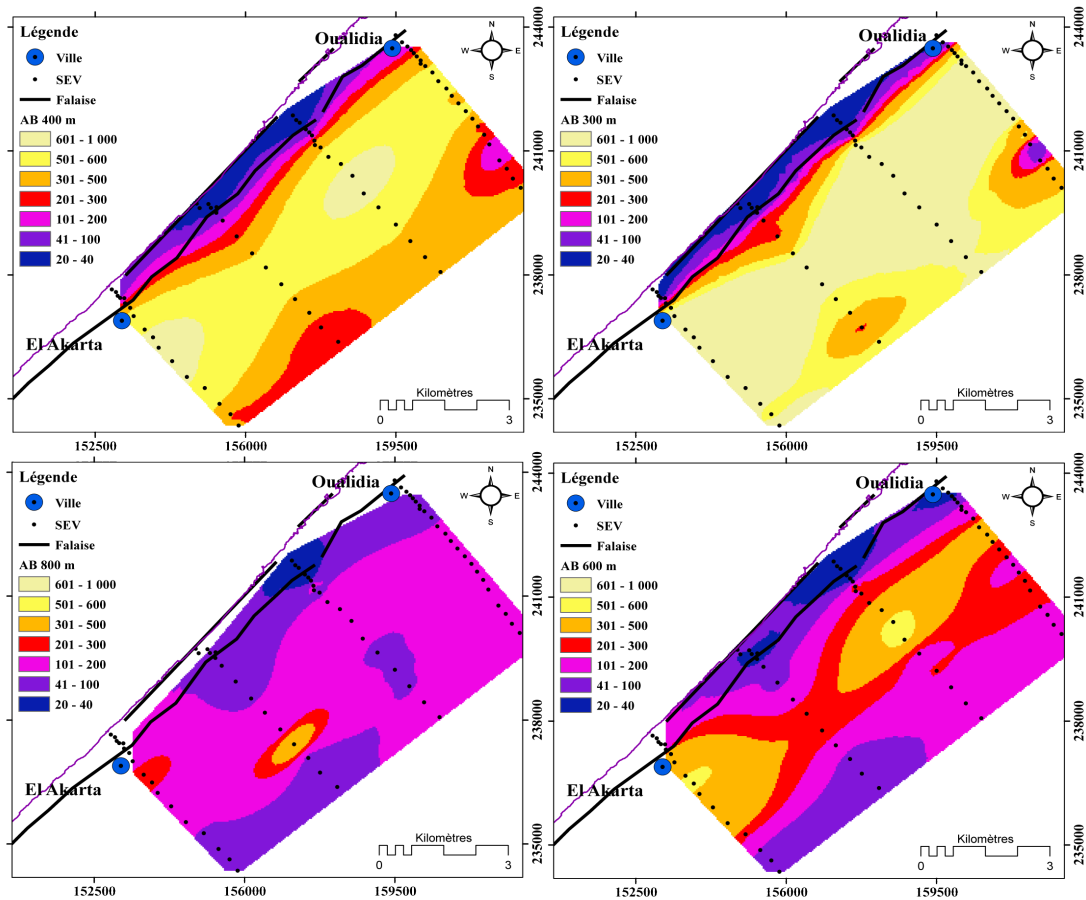 Légende
Ville
SEV
Falaise
AB 400 m
601 - 1 000
501 - 600
301 - 500
201 - 300
101 - 200
41 - 100
20 - 40
Oualidia
El Akarta
N
W E
S
Kilomètres
0 3
244000
241000
238000
235000
152500 156000 159500
Légende
Ville
SEV
Falaise
AB 300 m
601 - 1 000
501 - 600
301 - 500
201 - 300
101 - 200
41 - 100
20 - 40
Oualidia
El Akarta
N
W E
S
Kilomètres
0 3
244000
241000
238000
235000
152500 156000 159500
Légende
Ville
SEV
Falaise
AB 800 m
601 - 1 000
501 - 600
301 - 500
201 - 300
101 - 200
41 - 100
20 - 40
Oualidia
El Akarta
N
W E
S
Kilomètres
0 3
244000
241000
238000
235000
152500 156000 159500
Légende
Ville
SEV
Falaise
AB 600 m
601 - 1 000
501 - 600
301 - 500
201 - 300
101 - 200
41 - 100
20 - 40
Oualidia
El Akarta
N
W E
S
Kilomètres
0 3
244000
241000
238000
235000
152500 156000 159500